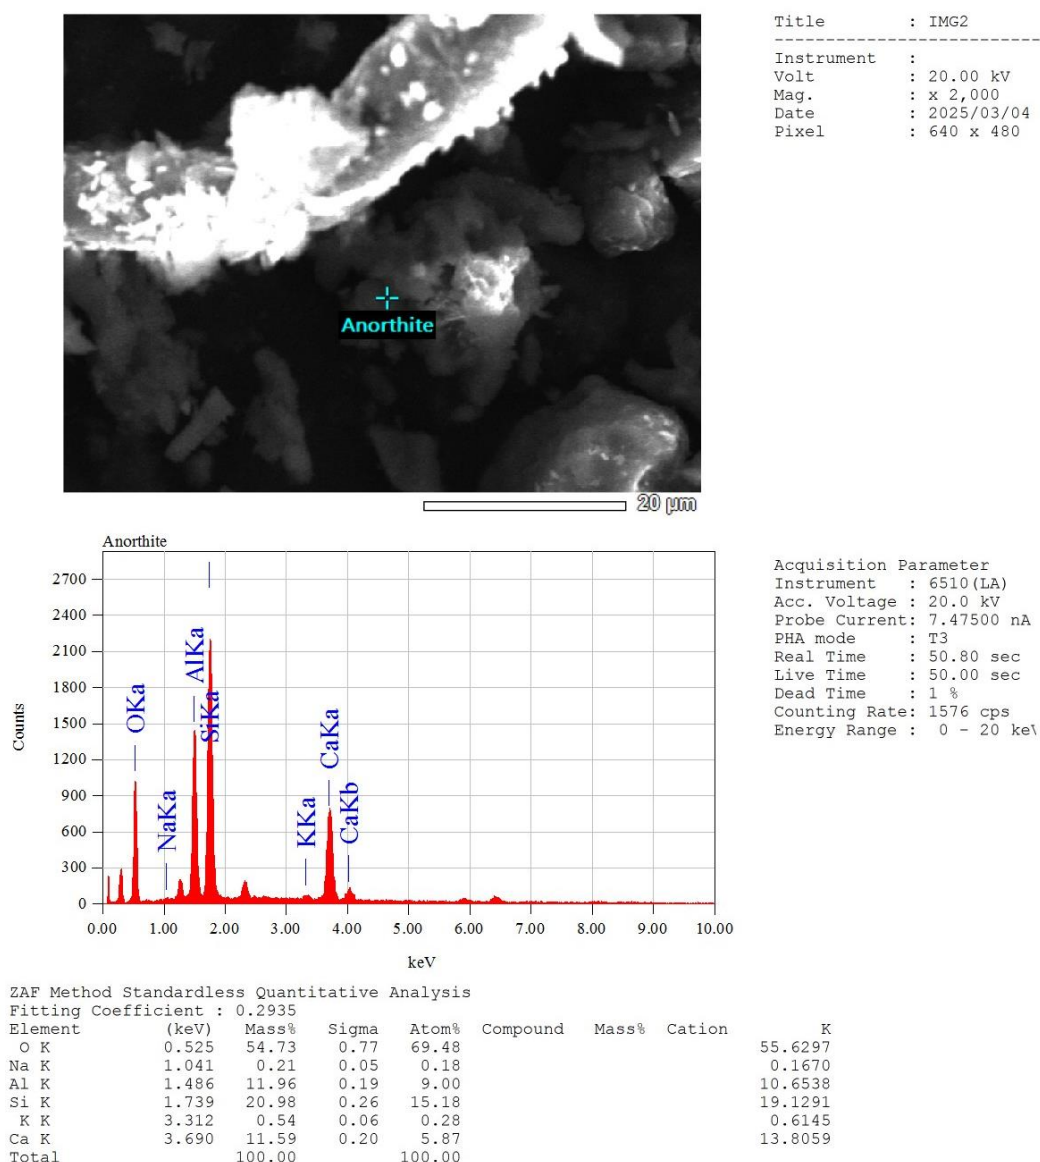 Title : IMG2
---------------------------
Instrument :
Volt : 20.00 kV
Mag. : x 2,000
Date : 2025/03/04
Pixel : 640 x 480
Anorthite
20 µm
Anorthite
2700
2400
2100
1800
1500
1200
900
600
300
0
Counts
OKa
NaKa
AlKa
SiKa
KKa
CaKa
CaKb
0.00 1.00 2.00 3.00 4.00 5.00 6.00 7.00 8.00 9.00 10.00
keV
Acquisition Parameter
Instrument : 6510(LA)
Acc. Voltage : 20.0 kV
Probe Current: 7.47500 nA
PHA mode : T3
Real Time : 50.80 sec
Live Time : 50.00 sec
Dead Time : 1 %
Counting Rate: 1576 cps
Energy Range : 0 - 20 keV
ZAF Method Standardless Quantitative Analysis
Fitting Coefficient : 0.2935
Element (keV) Mass% Sigma Atom% Compound Mass% Cation K
O K 0.525 54.73 0.77 69.48 55.6297
Na K 1.041 0.21 0.05 0.18 0.1670
Al K 1.486 11.96 0.19 9.00 10.6538
Si K 1.739 20.98 0.26 15.18 19.1291
K K 3.312 0.54 0.06 0.28 0.6145
Ca K 3.690 11.59 0.20 5.87 13.8059
Total 100.00 100.00